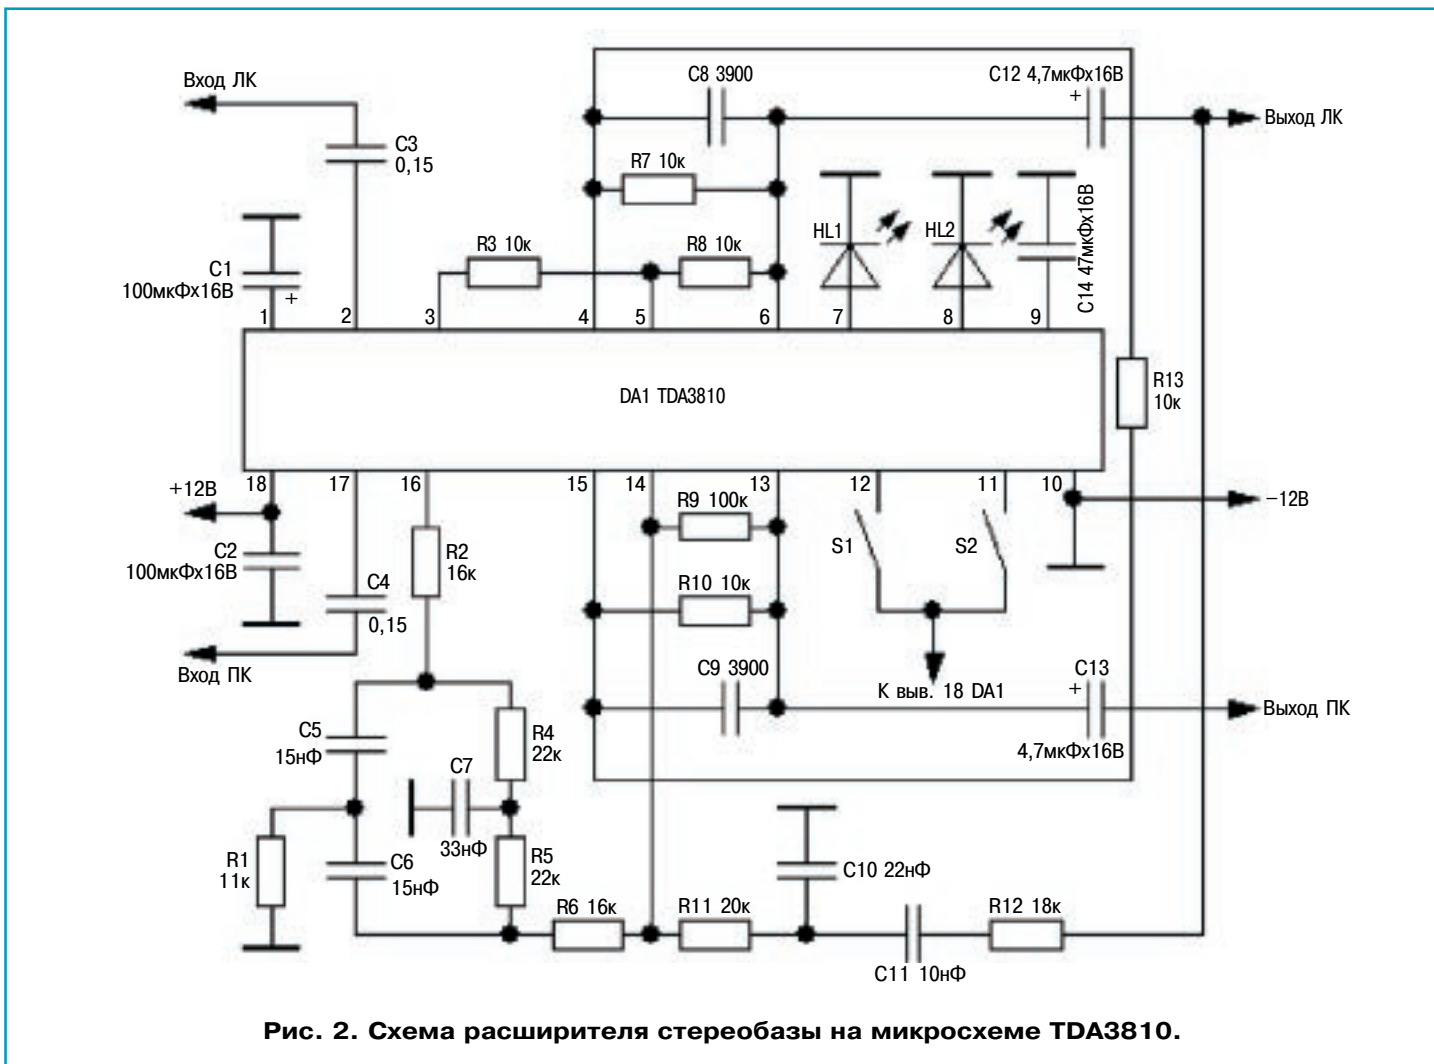 Вход ЛК
C3
0,15
C1
100мкФх16В
+
C8 3900
C12 4,7мкФх16В
+
Выход ЛК
R7 10к
R3 10к
R8 10к
HL1
HL2
C14 47мкФх16В
1
2
3
4
5
6
7
8
9
DA1 TDA3810
R13
10к
18
17
16
15
14
13
12
11
10
+12В
−12В
C2
100мкФх16В
R2
16к
C4
0,15
Вход ПК
R9 100к
R10 10к
C9 3900
S1
S2
К выв. 18 DA1
C13
+
4,7мкФх16В
Выход ПК
C5
15нФ
R4
22к
C7
33нФ
R1
11к
C6
15нФ
R5
22к
R6 16к
R11 20к
C10 22нФ
C11 10нФ
R12 18к
Рис. 2. Схема расширителя стереобазы на микросхеме TDA3810.